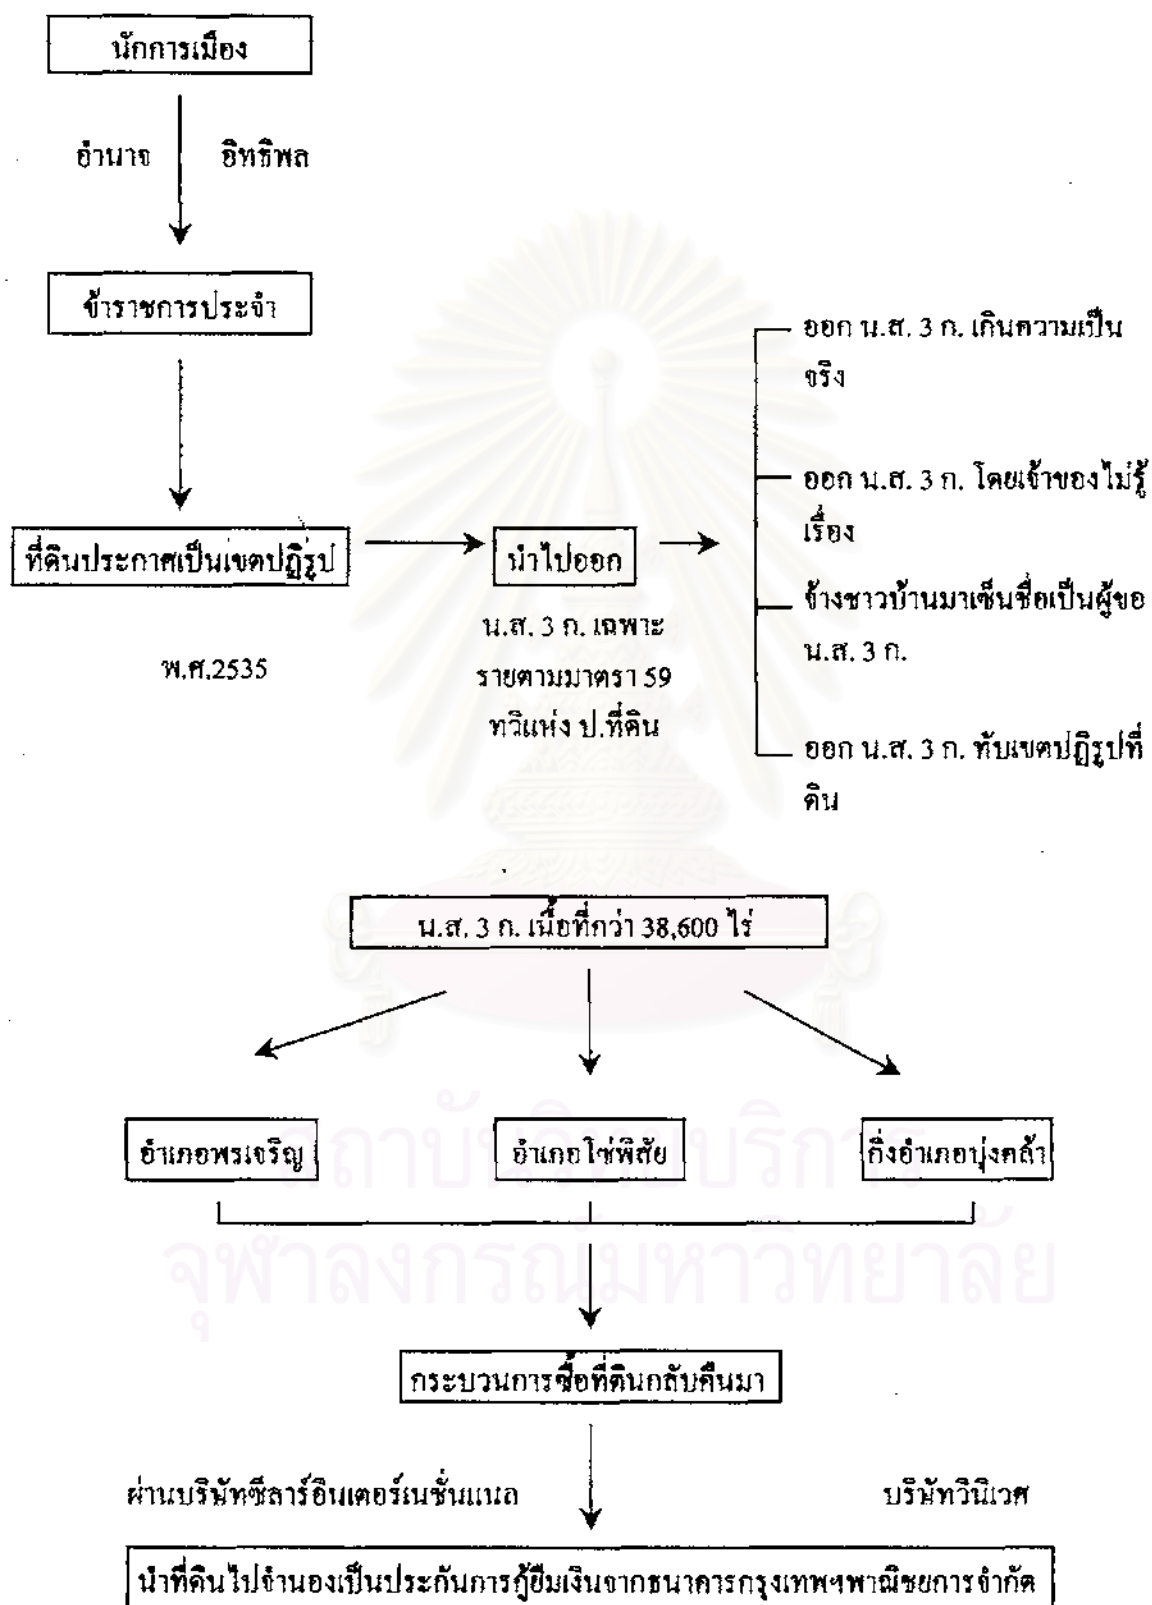 นักการเมือง
อำนาจ อิทธิพล
ข้าราชการประจำ
ที่ดินประกาศเป็นเขตปฏิรูป
พ.ศ.2535
นำไปออก
น.ส. 3 ก. เฉพาะ
รายตามมาตรา 59
ทวิแห่ง ป.ที่ดิน
ออก น.ส. 3 ก. เกินความเป็น
จริง
ออก น.ส. 3 ก. โดยเจ้าของไม่รู้
เรื่อง
จ้างชาวบ้านมาเซ็นชื่อเป็นผู้ขอ
น.ส. 3 ก.
ออก น.ส. 3 ก. ทับเขตปฏิรูปที่
ดิน
น.ส. 3 ก. เนื้อที่กว่า 38,600 ไร่
อำเภอพรเจริญ
อำเภอโซ่พิสัย
กิ่งอำเภอบุ่งคล้า
สถาบันวิทยบริการ
จุฬาลงกรณ์มหาวิทยาลัย
กระบวนการซื้อที่ดินกลับคืนมา
ผ่านบริษัทซีลาร์อินเตอร์เนชั่นแนล
บริษัทวินิเวศ
นำที่ดินไปจำนองเป็นประกันการกู้ยืมเงินจากธนาคารกรุงเทพฯพาณิชยการจำกัด